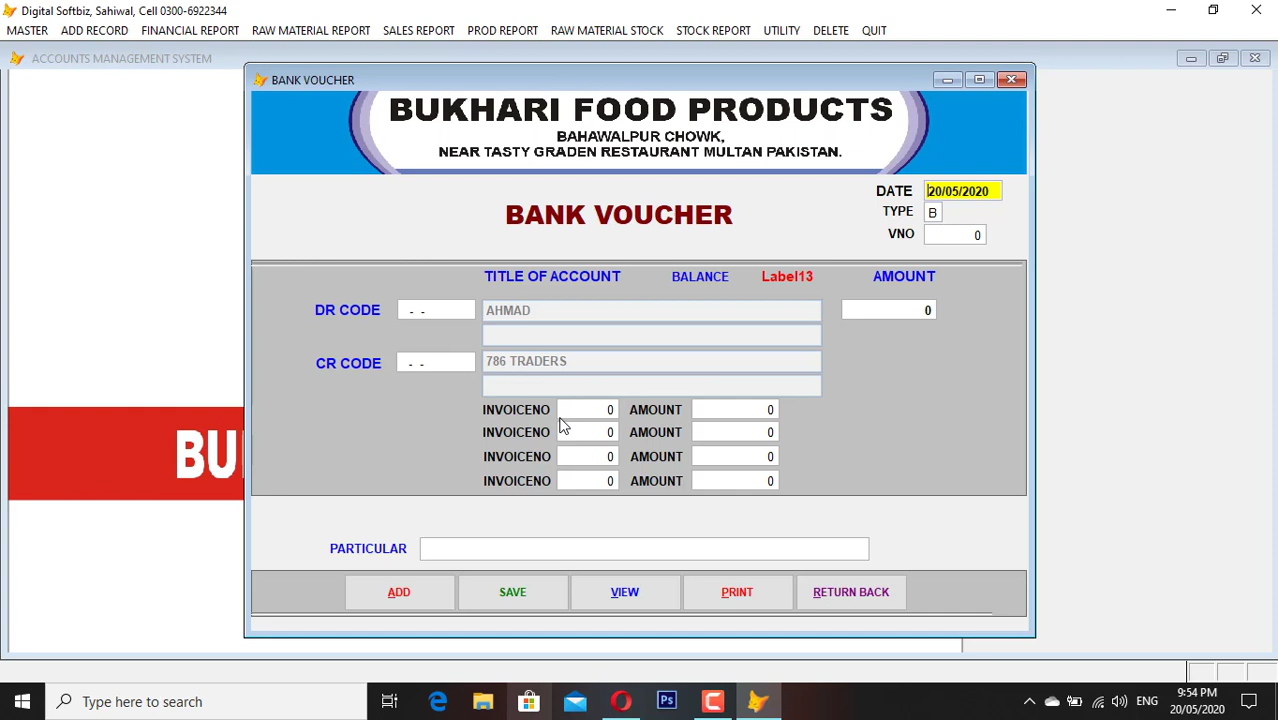 Digital Softbiz, Sahiwal, Cell 0300-6922344
MASTER ADD RECORD FINANCIAL REPORT RAW MATERIAL REPORT SALES REPORT PROD REPORT RAW MATERIAL STOCK STOCK REPORT UTILITY DELETE QUIT
ACCOUNTS MANAGEMENT SYSTEM
BANK VOUCHER
BUKHARI FOOD PRODUCTS
BAHAWALPUR CHOWK,
NEAR TASTY GRADEN RESTAURANT MULTAN PAKISTAN.
DATE 20/05/2020
BANK VOUCHER
TYPE B
VNO 0
TITLE OF ACCOUNT BALANCE Label13 AMOUNT
DR CODE - - AHMAD 0
CR CODE - - 786 TRADERS
INVOICENO 0 AMOUNT 0
INVOICENO 0 AMOUNT 0
BU
INVOICENO 0 AMOUNT 0
INVOICENO 0 AMOUNT 0
PARTICULAR
ADD SAVE VIEW PRINT RETURN BACK
Type here to search
Ps
ENG
9:54 PM
20/05/2020